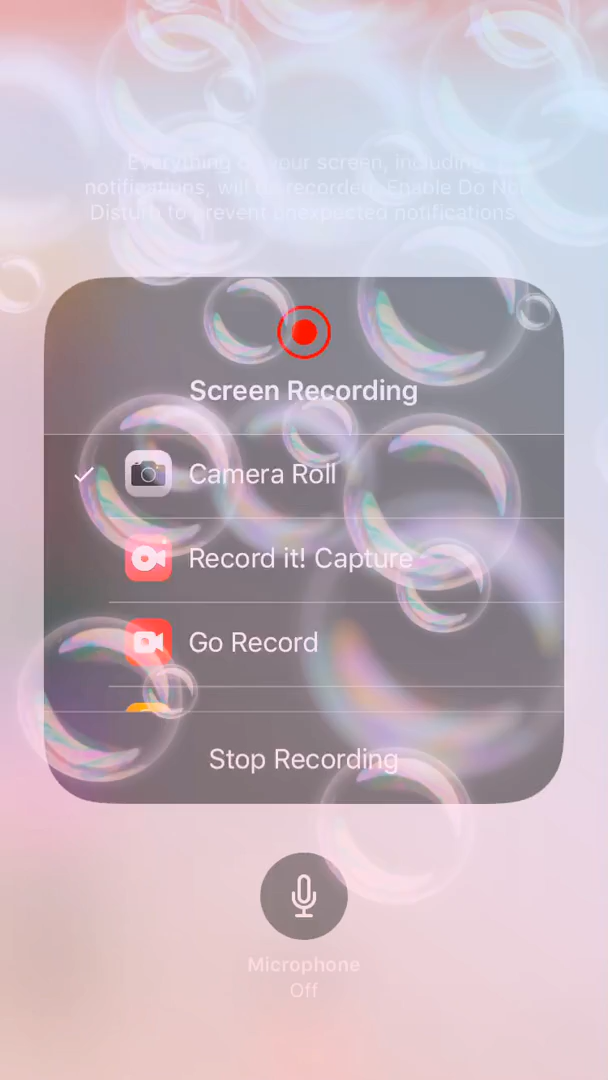 Everything on your screen, including
notifications, will be recorded. Enable Do Not
Disturb to prevent unexpected notifications.
Screen Recording
Camera Roll
Record it! Capture
Go Record
Stop Recording
Microphone
Off